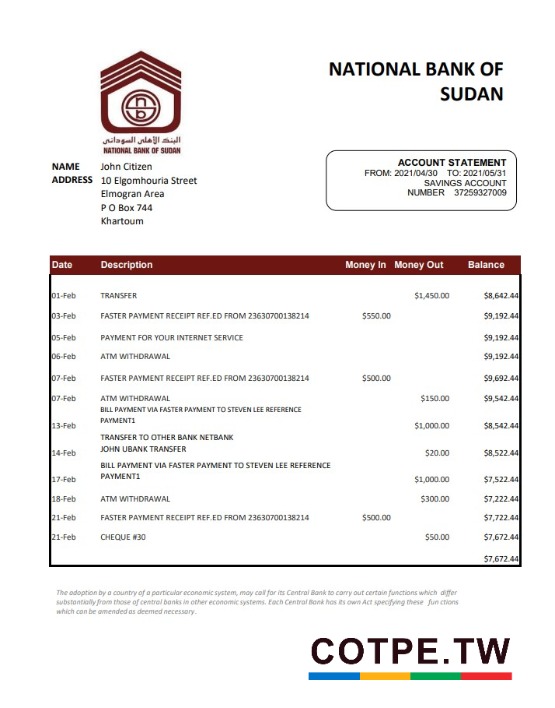 NATIONAL BANK OF
SUDAN
البنك الأهلي السوداني
NATIONAL BANK OF SUDAN
NAME John Citizen
ADDRESS 10 Elgomhouria Street
Elmogran Area
P O Box 744
Khartoum
ACCOUNT STATEMENT
FROM: 2021/04/30 TO: 2021/05/31
SAVINGS ACCOUNT
NUMBER 37259327009
Date Description Money In Money Out Balance
01-Feb TRANSFER $1,450.00 $8,642.44
03-Feb FASTER PAYMENT RECEIPT REF.ED FROM 23630700138214 $550.00 $9,192.44
05-Feb PAYMENT FOR YOUR INTERNET SERVICE $9,192.44
06-Feb ATM WITHDRAWAL $9,192.44
07-Feb FASTER PAYMENT RECEIPT REF.ED FROM 23630700138214 $500.00 $9,692.44
07-Feb ATM WITHDRAWAL $150.00 $9,542.44
BILL PAYMENT VIA FASTER PAYMENT TO STEVEN LEE REFERENCE
PAYMENT1
13-Feb $1,000.00 $8,542.44
TRANSFER TO OTHER BANK NETBANK
JOHN UBANK TRANSFER
14-Feb $20.00 $8,522.44
BILL PAYMENT VIA FASTER PAYMENT TO STEVEN LEE REFERENCE
PAYMENT1
17-Feb $1,000.00 $7,522.44
18-Feb ATM WITHDRAWAL $300.00 $7,222.44
21-Feb FASTER PAYMENT RECEIPT REF.ED FROM 23630700138214 $500.00 $7,722.44
21-Feb CHEQUE #30 $50.00 $7,672.44
$7,672.44
The adoption by a country of a particular economic system, may call for its Central Bank to carry out certain functions which differ
substantially from those of central banks in other economic systems. Each Central Bank has its own Act specifying these fun ctions
which can be amended as deemed necessary.
COTPE.TW